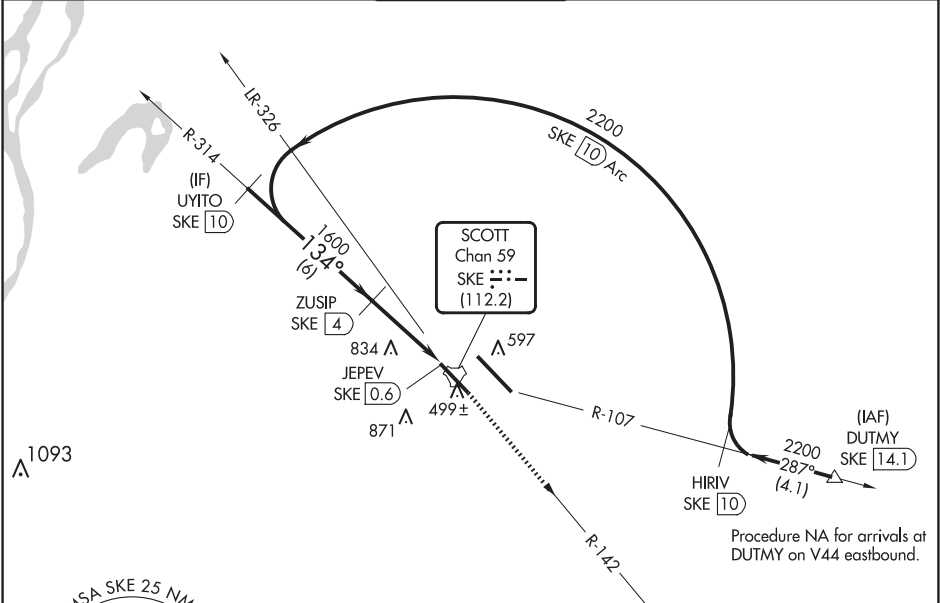 LR-326
R-314
2200
SKE 10 Arc
(IF)
UYITO
SKE 10
1600
134°
(6)
SCOTT
Chan 59
SKE
(112.2)
ZUSIP
SKE 4
834
597
JEPEV
SKE 0.6
499±
871
R-107
1093
(IAF)
DUTMY
SKE 14.1
2200
287°
(4.1)
HIRIV
SKE 10
Procedure NA for arrivals at
DUTMY on V44 eastbound.
R-142
MSA SKE 25 NM